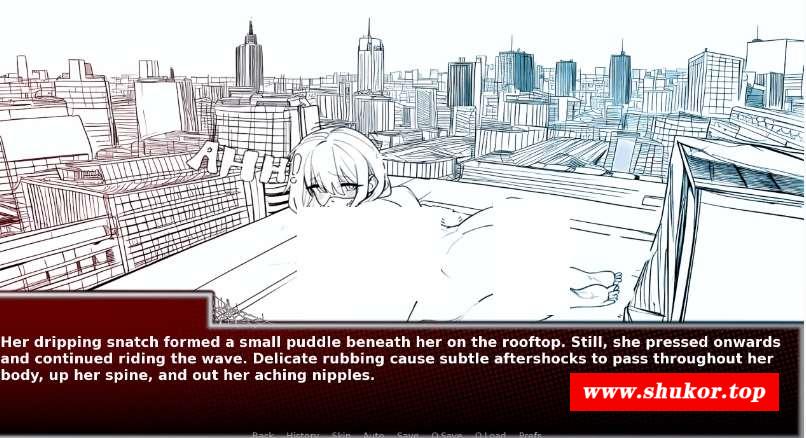 AHH
Her dripping snatch formed a small puddle beneath her on the rooftop. Still, she pressed onwards
and continued riding the wave. Delicate rubbing cause subtle aftershocks to pass throughout her
body, up her spine, and out her aching nipples.
www.shukor.top
Back History Skip Auto Save Q.Save Q.Load Prefs